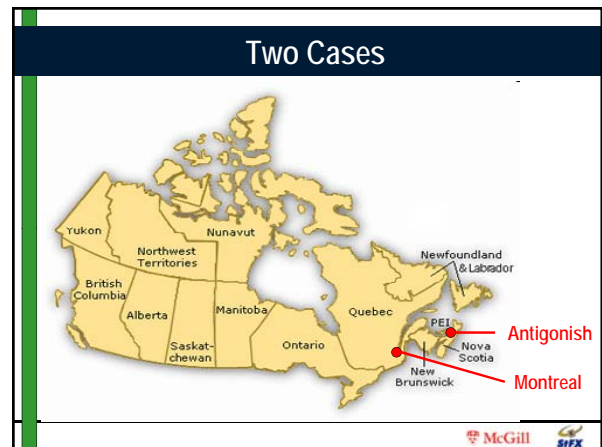 Two Cases
Yukon
Nunavut
Northwest
Territories
British
Columbia
Alberta
Saskat-
chewan
Manitoba
Ontario
Quebec
Newfoundland
& Labrador
PEI
Nova
Scotia
New
Brunswick
Antigonish
Montreal
McGill
StFX